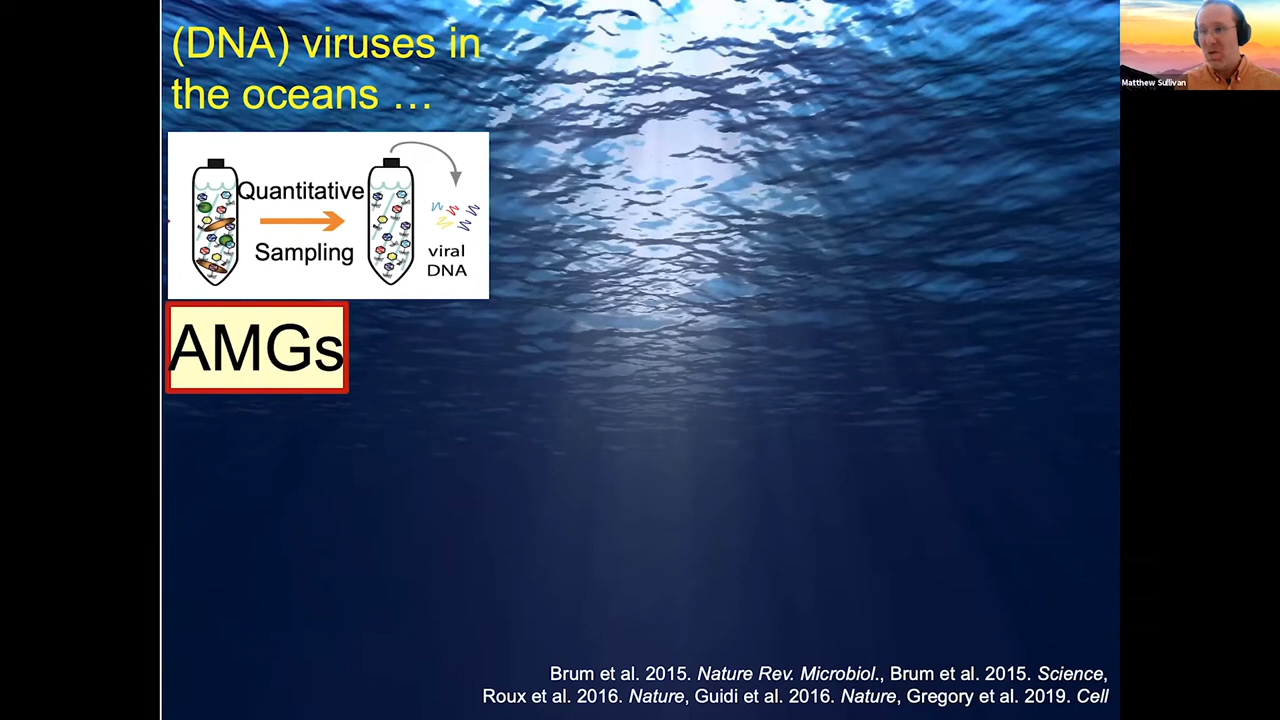 (DNA) viruses in
the oceans …
Quantitative
Sampling
viral
DNA
AMGs
Matthew Sullivan
Brum et al. 2015. Nature Rev. Microbiol., Brum et al. 2015. Science,
Roux et al. 2016. Nature, Guidi et al. 2016. Nature, Gregory et al. 2019. Cell